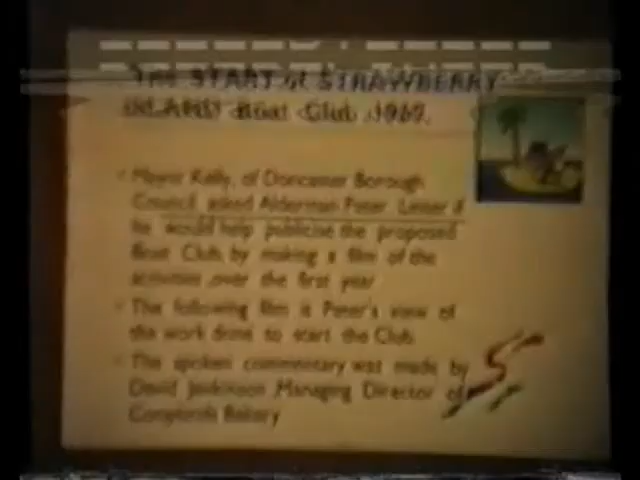 THE START of STRAWBERRY
ISLAND Boat Club 1967.
Mayor Kelly, of Doncaster Borough
Council asked Alderman Peter if
he would help publicise the proposed
Boat Club by making a film of the
activities over the first year
The following film is Peter's view of
the work done to start the Club
The spoken commentary was made by
David Jenkinson Managing Director of
Bakery